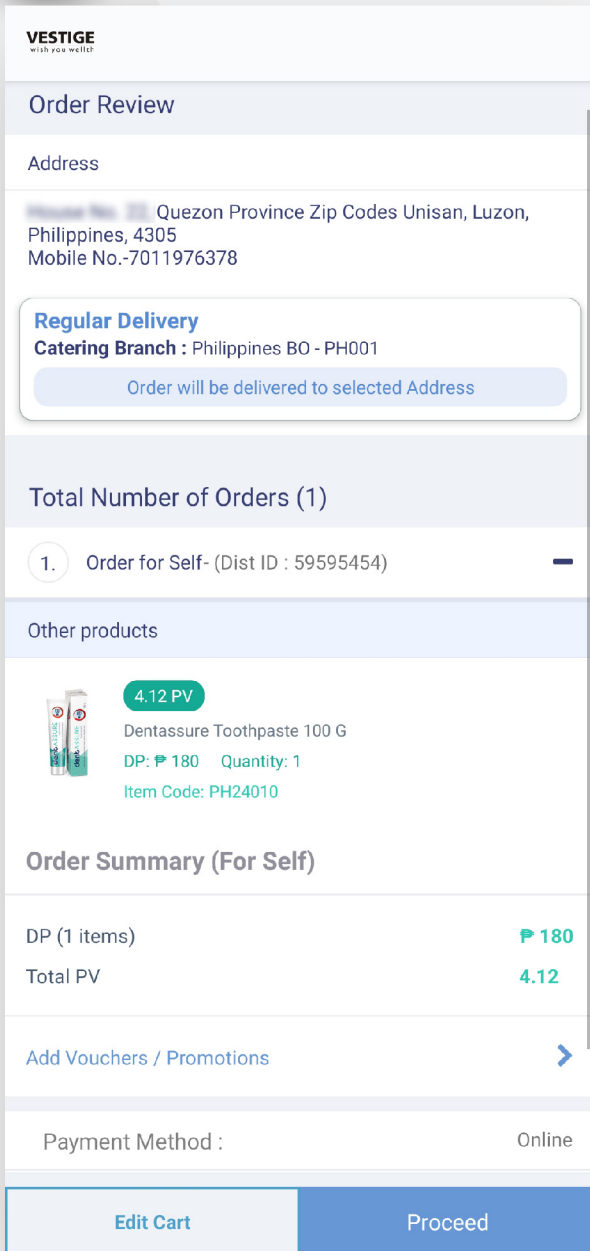 VESTIGE
wish you wellth
Order Review
Address
Quezon Province Zip Codes Unisan, Luzon,
Philippines, 4305
Mobile No.-7011976378
Regular Delivery
Catering Branch : Philippines BO - PH001
Order will be delivered to selected Address
Total Number of Orders (1)
1. Order for Self- (Dist ID : 59595454)
Other products
4.12 PV
Dentassure Toothpaste 100 G
DP: ₱ 180 Quantity: 1
Item Code: PH24010
Order Summary (For Self)
DP (1 items) ₱ 180
Total PV 4.12
Add Vouchers / Promotions
Payment Method : Online
Edit Cart Proceed